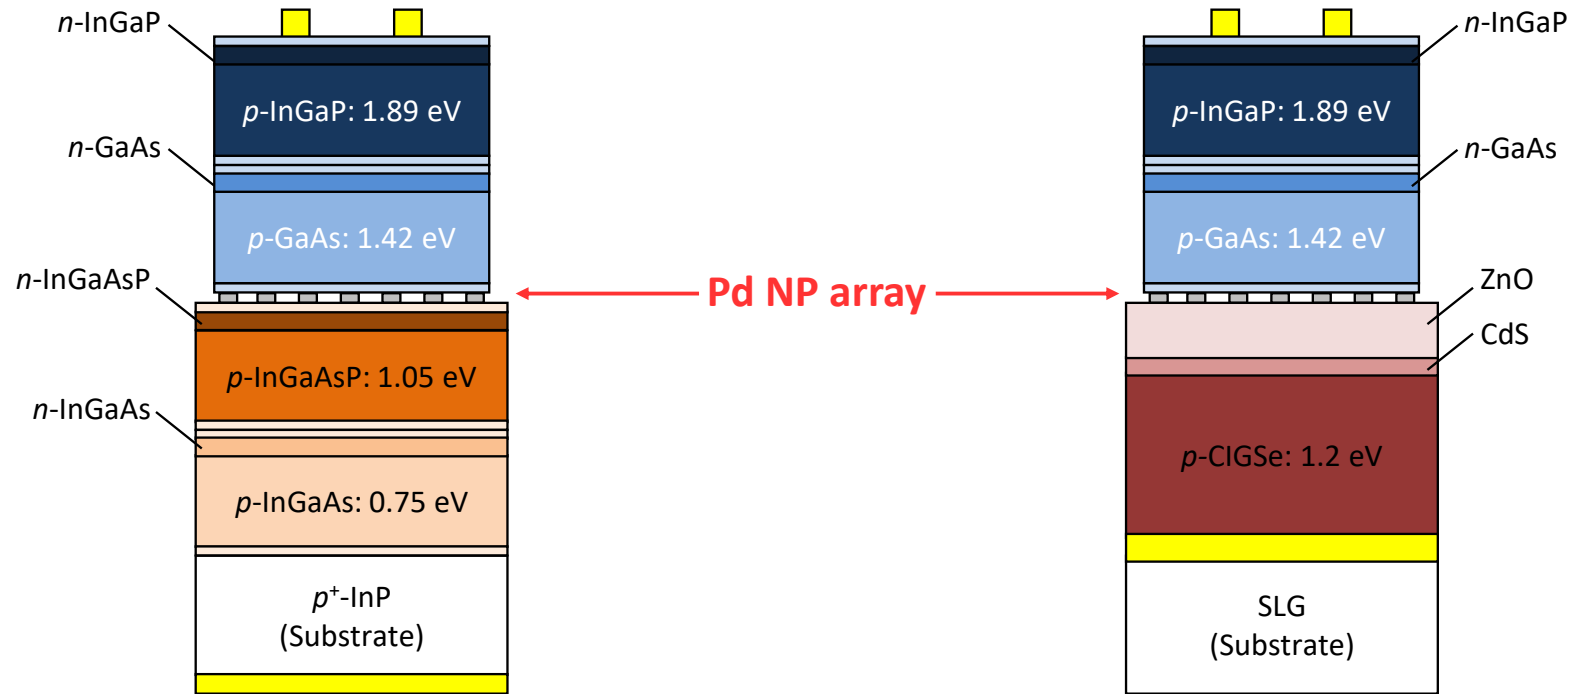 n-InGaP
p-InGaP: 1.89 eV
n-GaAs
p-GaAs: 1.42 eV
n-InGaAsP
p-InGaAsP: 1.05 eV
n-InGaAs
p-InGaAs: 0.75 eV
p⁺-InP
(Substrate)
Pd NP array
n-InGaP
p-InGaP: 1.89 eV
n-GaAs
p-GaAs: 1.42 eV
ZnO
CdS
p-CIGSe: 1.2 eV
SLG
(Substrate)